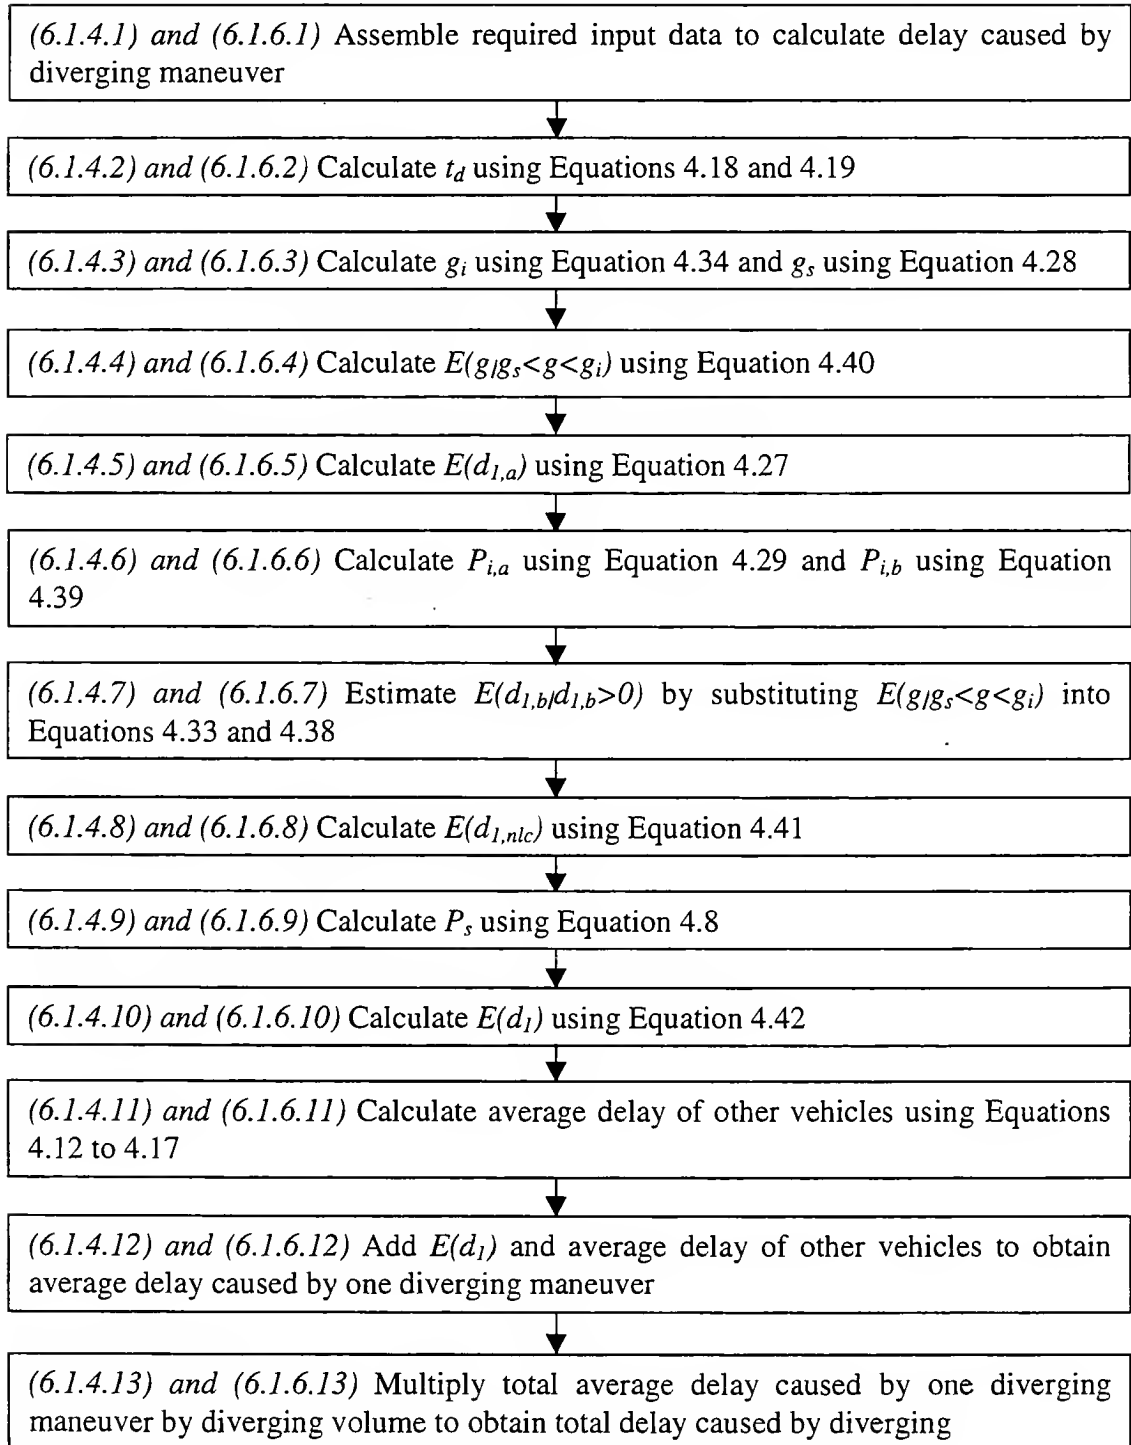 (6.1.4.1) and (6.1.6.1) Assemble required input data to calculate delay caused by
diverging maneuver
(6.1.4.2) and (6.1.6.2) Calculate t_d using Equations 4.18 and 4.19
(6.1.4.3) and (6.1.6.3) Calculate g_i using Equation 4.34 and g_s using Equation 4.28
(6.1.4.4) and (6.1.6.4) Calculate E(g/g_s<g<g_i) using Equation 4.40
(6.1.4.5) and (6.1.6.5) Calculate E(d_{1,a}) using Equation 4.27
(6.1.4.6) and (6.1.6.6) Calculate P_{i,a} using Equation 4.29 and P_{i,b} using Equation
4.39
(6.1.4.7) and (6.1.6.7) Estimate E(d_{1,b}/d_{1,b}>0) by substituting E(g/g_s<g<g_i) into
Equations 4.33 and 4.38
(6.1.4.8) and (6.1.6.8) Calculate E(d_{1,nlc}) using Equation 4.41
(6.1.4.9) and (6.1.6.9) Calculate P_s using Equation 4.8
(6.1.4.10) and (6.1.6.10) Calculate E(d_1) using Equation 4.42
(6.1.4.11) and (6.1.6.11) Calculate average delay of other vehicles using Equations
4.12 to 4.17
(6.1.4.12) and (6.1.6.12) Add E(d_1) and average delay of other vehicles to obtain
average delay caused by one diverging maneuver
(6.1.4.13) and (6.1.6.13) Multiply total average delay caused by one diverging
maneuver by diverging volume to obtain total delay caused by diverging